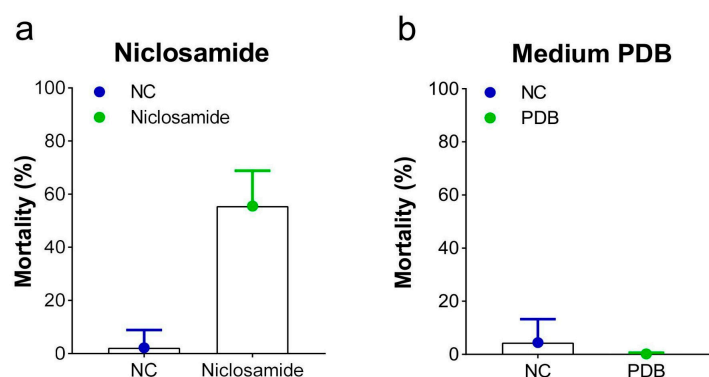 a
Niclosamide
100
80
60
40
20
0
Mortality (%)
NC
Niclosamide
NC
Niclosamide
b
Medium PDB
100
80
60
40
20
0
Mortality (%)
NC
PDB
NC
PDB